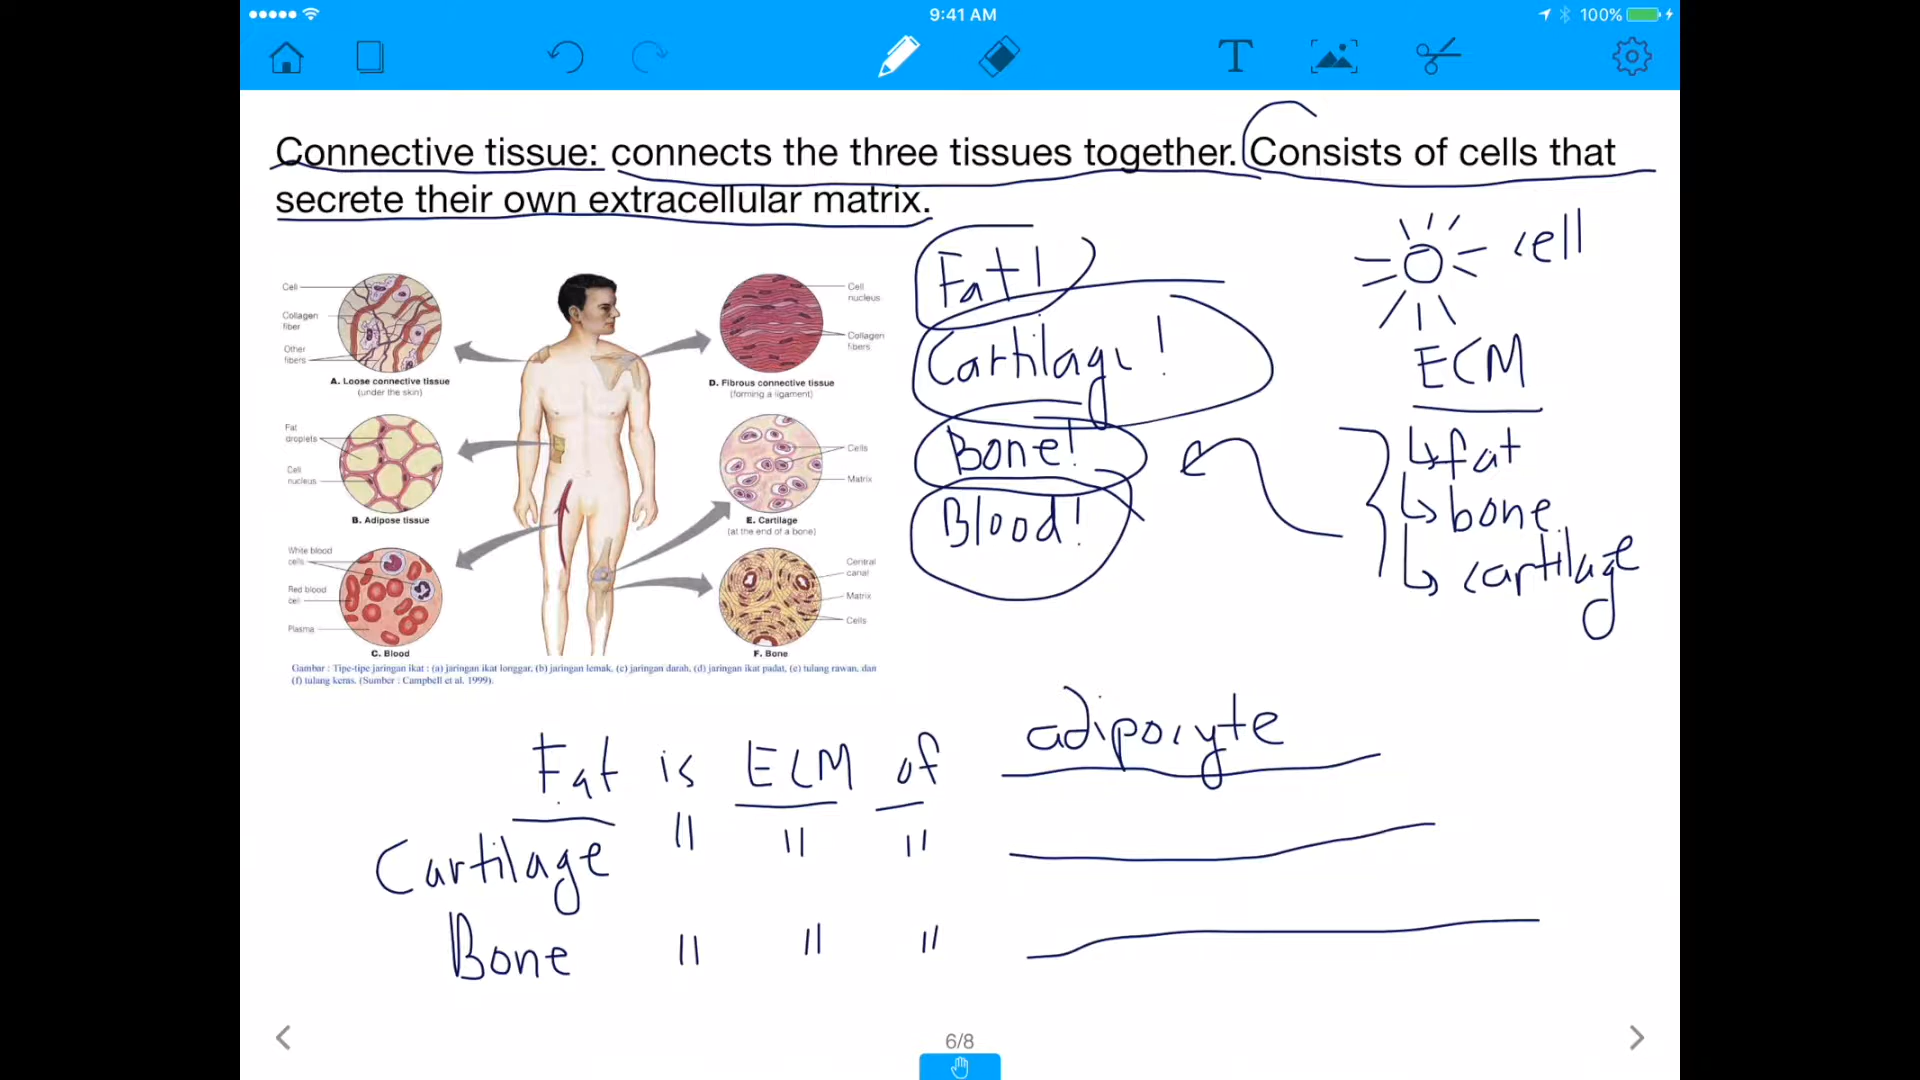 9:41 AM
100%
T
Connective tissue: connects the three tissues together. Consists of cells that
secrete their own extracellular matrix.
Cell
Collagen
fiber
Other
fibers
A. Loose connective tissue
(under the skin)
Fat
droplets
Cell
nucleus
B. Adipose tissue
White blood
cells
Red blood
cell
Plasma
C. Blood
Cell
nucleus
Collagen
fibers
D. Fibrous connective tissue
(forming a ligament)
Cells
Matrix
E. Cartilage
(at the end of a bone)
Central
canal
Matrix
Cells
F. Bone
Gambar : Tipe-tipe jaringan ikat : (a) jaringan ikat longgar, (b) jaringan lemak, (c) jaringan darah, (d) jaringan ikat padat, (e) tulang rawan, dan
(f) tulang keras. (Sumber : Campbell et al. 1999).
Fat!
Cartilage!
Bone!
Blood!
cell
ECM
↳ fat
↳ bone
↳ cartilage
Fat is ECM of adipocyte
Cartilage " " "
Bone " " "
6/8